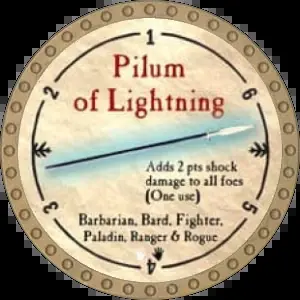 1
2
6
Pilum
of Lightning
Adds 2 pts shock
damage to all foes
(One use)
3
5
Barbarian, Bard, Fighter,
Paladin, Ranger & Rogue
4